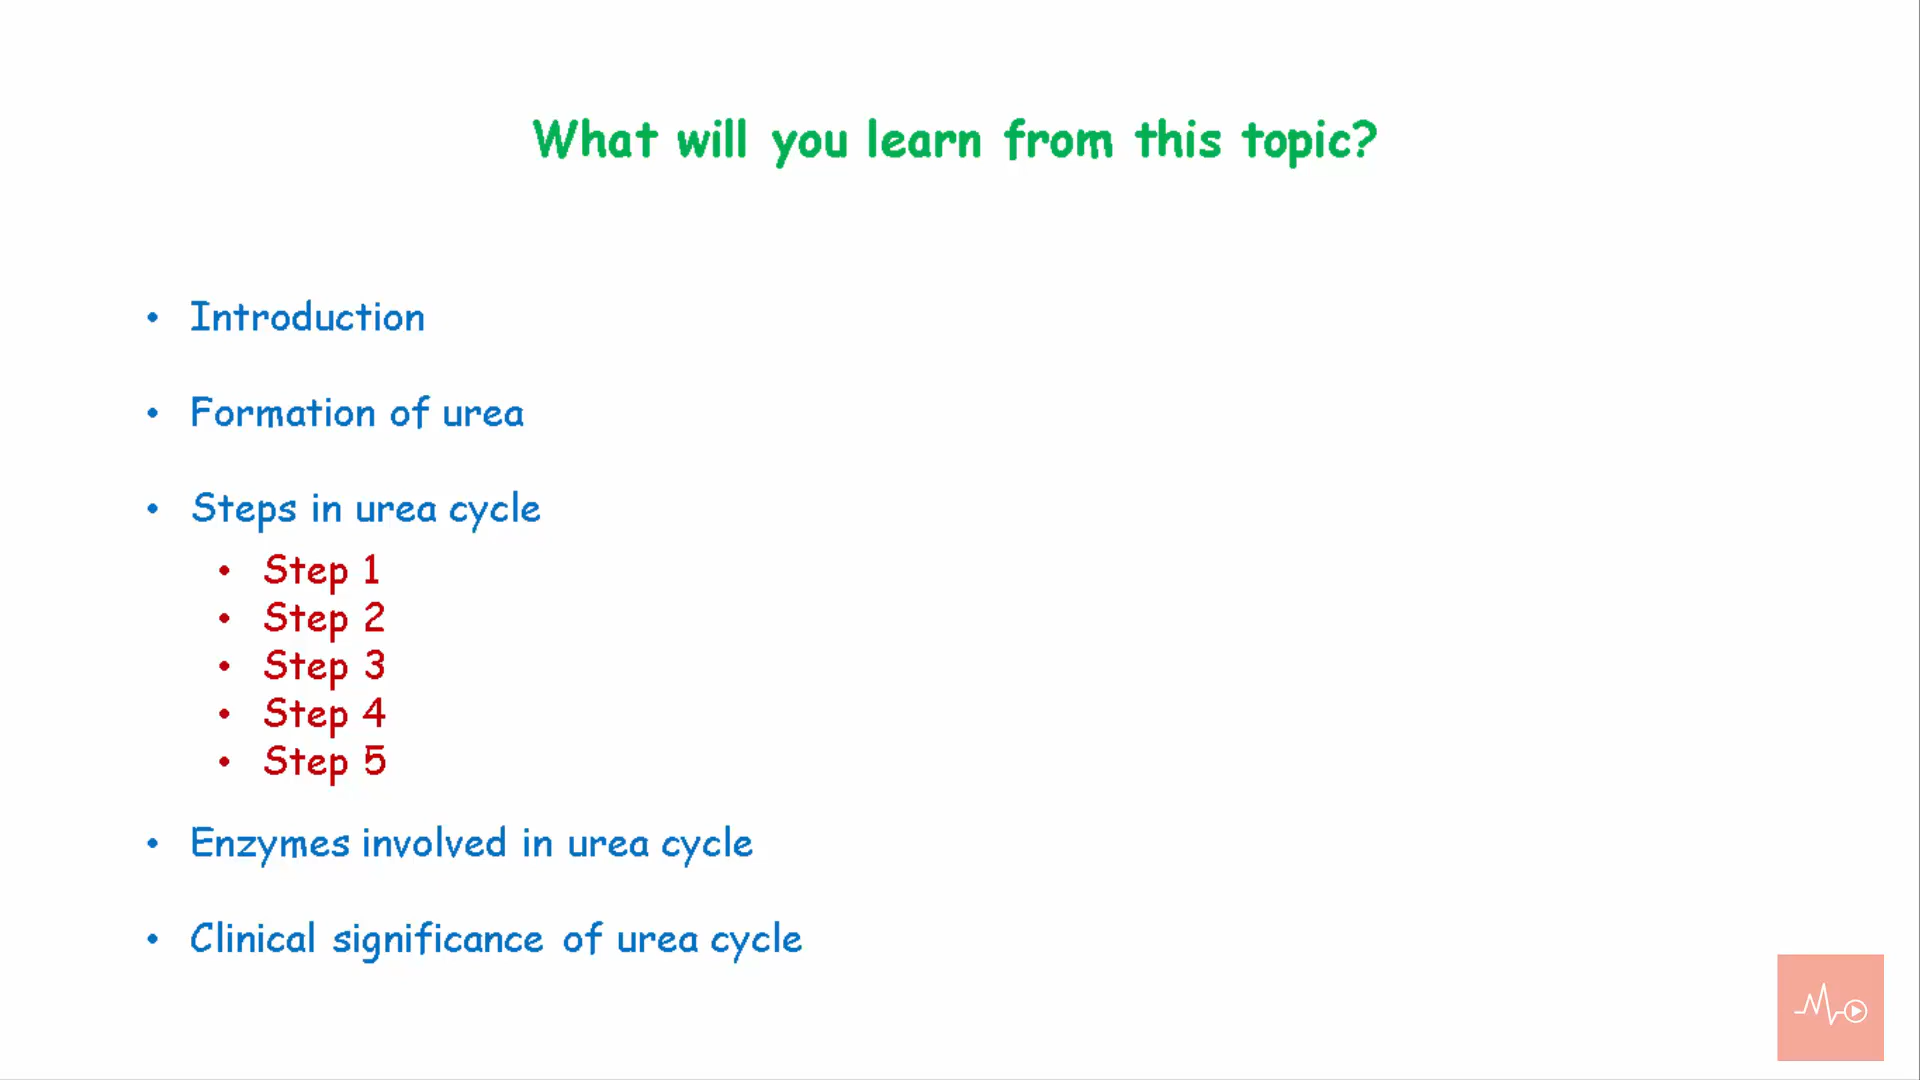 What will you learn from this topic?
• Introduction
• Formation of urea
• Steps in urea cycle
• Step 1
• Step 2
• Step 3
• Step 4
• Step 5
• Enzymes involved in urea cycle
• Clinical significance of urea cycle